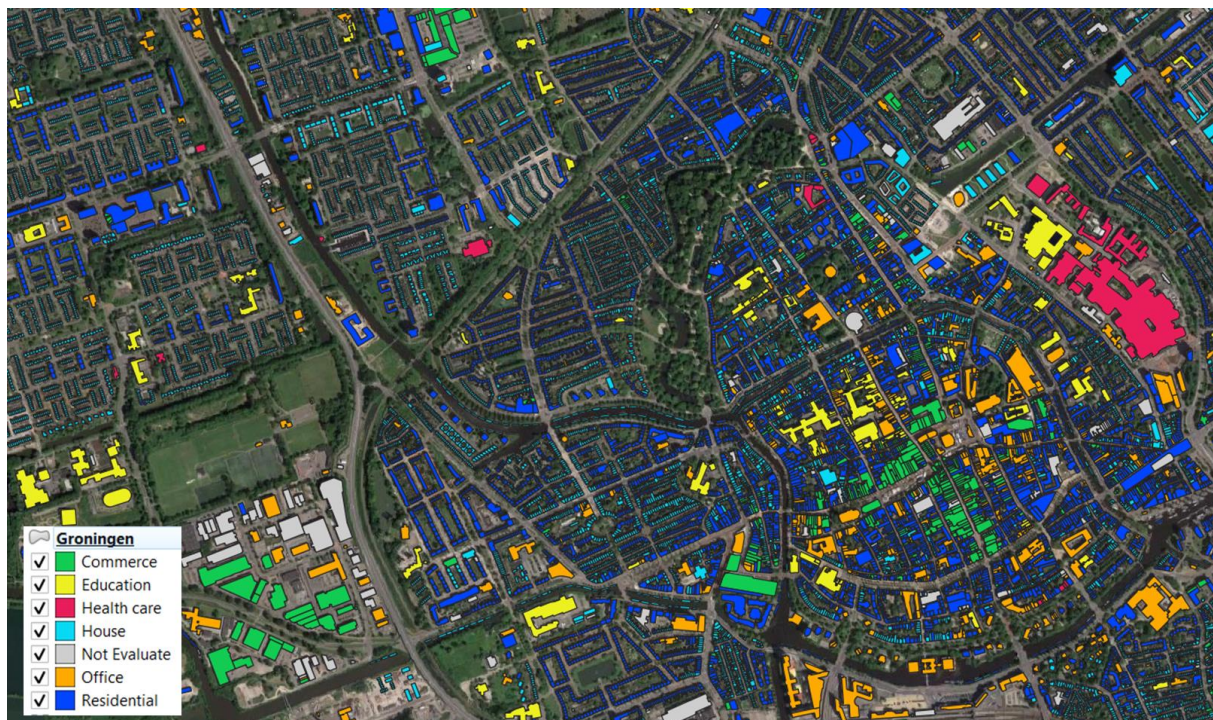 Groningen
Commerce
Education
Health care
House
Not Evaluate
Office
Residential